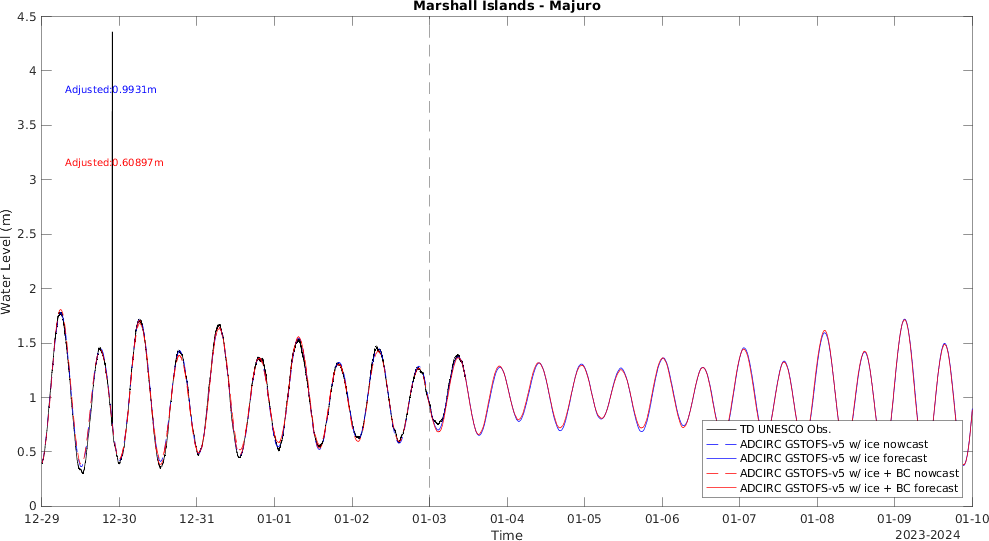 Marshall Islands - Majuro
4.5
4
3.5
3
2.5
2
1.5
1
0.5
0
Water Level (m)
Adjusted:0.9931m
Adjusted:0.60897m
TD UNESCO Obs.
ADCIRC GSTOFS-v5 w/ ice nowcast
ADCIRC GSTOFS-v5 w/ ice forecast
ADCIRC GSTOFS-v5 w/ ice + BC nowcast
ADCIRC GSTOFS-v5 w/ ice + BC forecast
12-29 12-30 12-31 01-01 01-02 01-03 01-04 01-05 01-06 01-07 01-08 01-09 01-10
Time
2023-2024